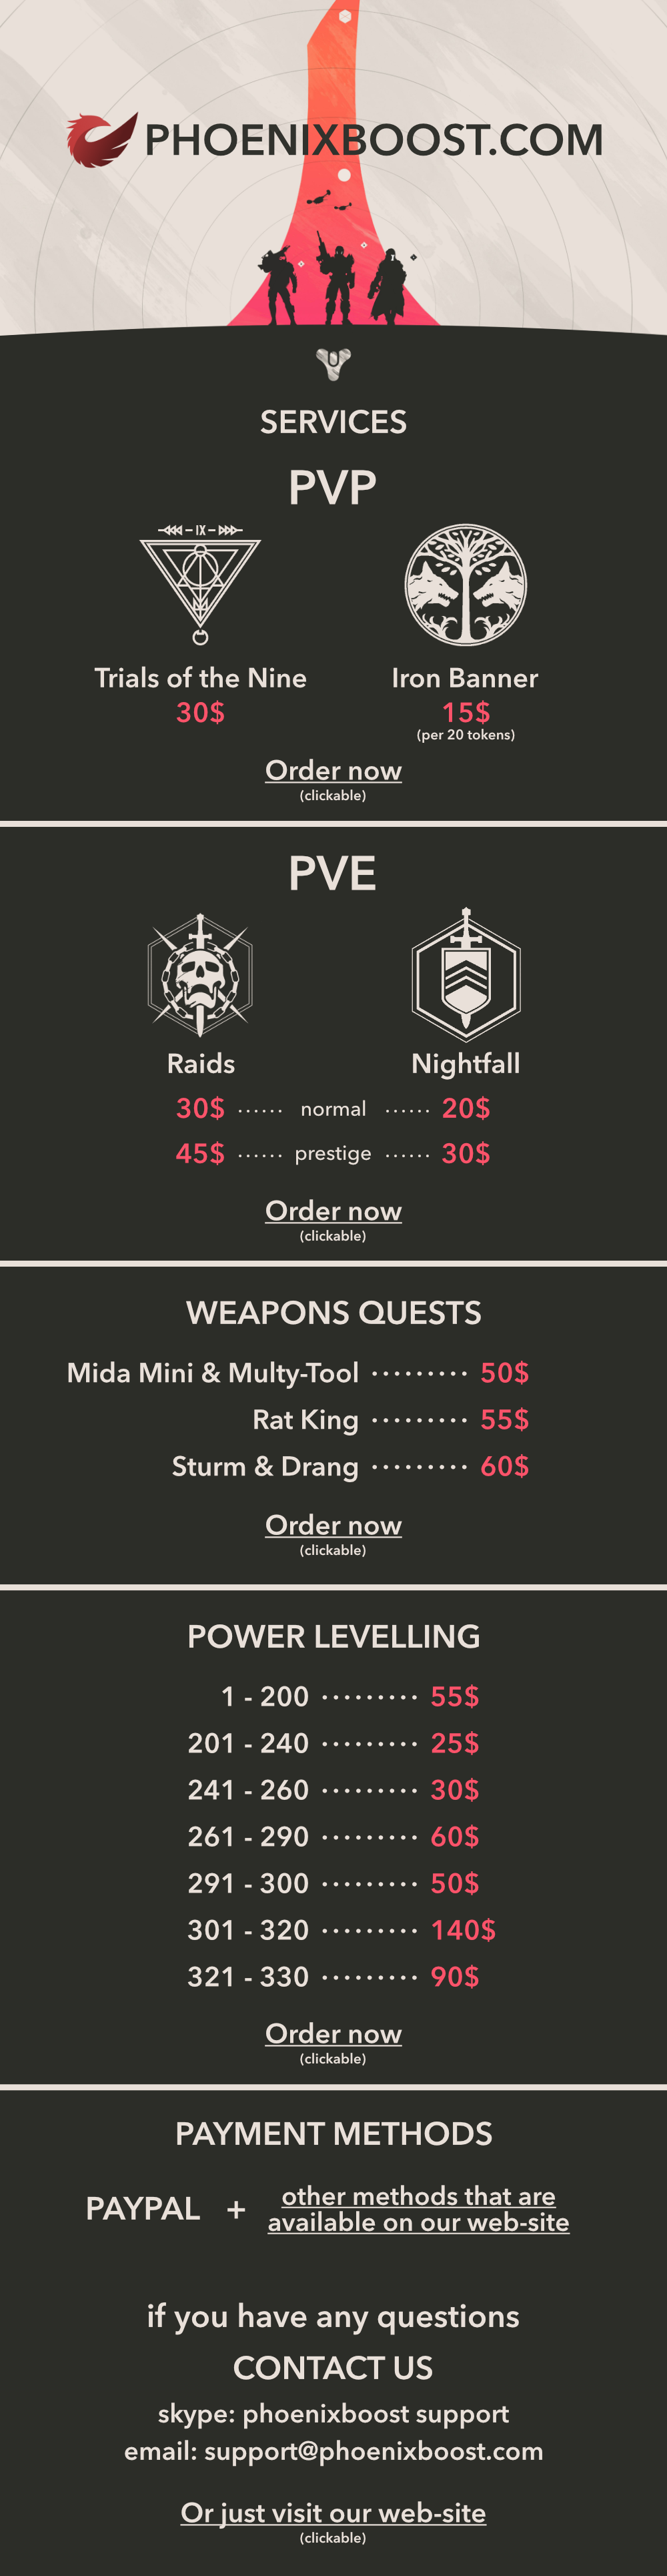 PHOENIXBOOST.COM
SERVICES
PVP
IX
Trials of the Nine
Iron Banner
30$
15$
(per 20 tokens)
Order now
(clickable)
PVE
Raids
Nightfall
30$ ...... normal ...... 20$
45$ ...... prestige ...... 30$
Order now
(clickable)
WEAPONS QUESTS
Mida Mini & Multy-Tool ......... 50$
Rat King ......... 55$
Sturm & Drang ......... 60$
Order now
(clickable)
POWER LEVELLING
1 - 200 ......... 55$
201 - 240 ......... 25$
241 - 260 ......... 30$
261 - 290 ......... 60$
291 - 300 ......... 50$
301 - 320 ......... 140$
321 - 330 ......... 90$
Order now
(clickable)
PAYMENT METHODS
PAYPAL + other methods that are
available on our web-site
if you have any questions
CONTACT US
skype: phoenixboost support
email: support@phoenixboost.com
Or just visit our web-site
(clickable)